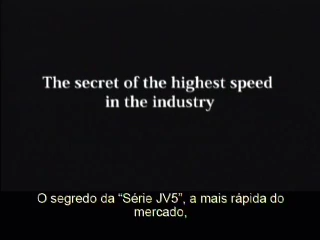 The secret of the highest speed
in the industry
O segredo da “Série JV5”, a mais rápida do
mercado,